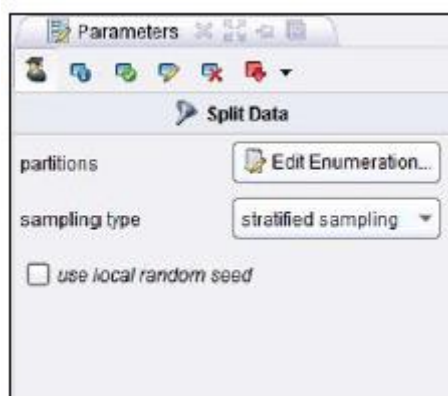 Parameters
Split Data
partitions Edit Enumeration...
sampling type stratified sampling
use local random seed